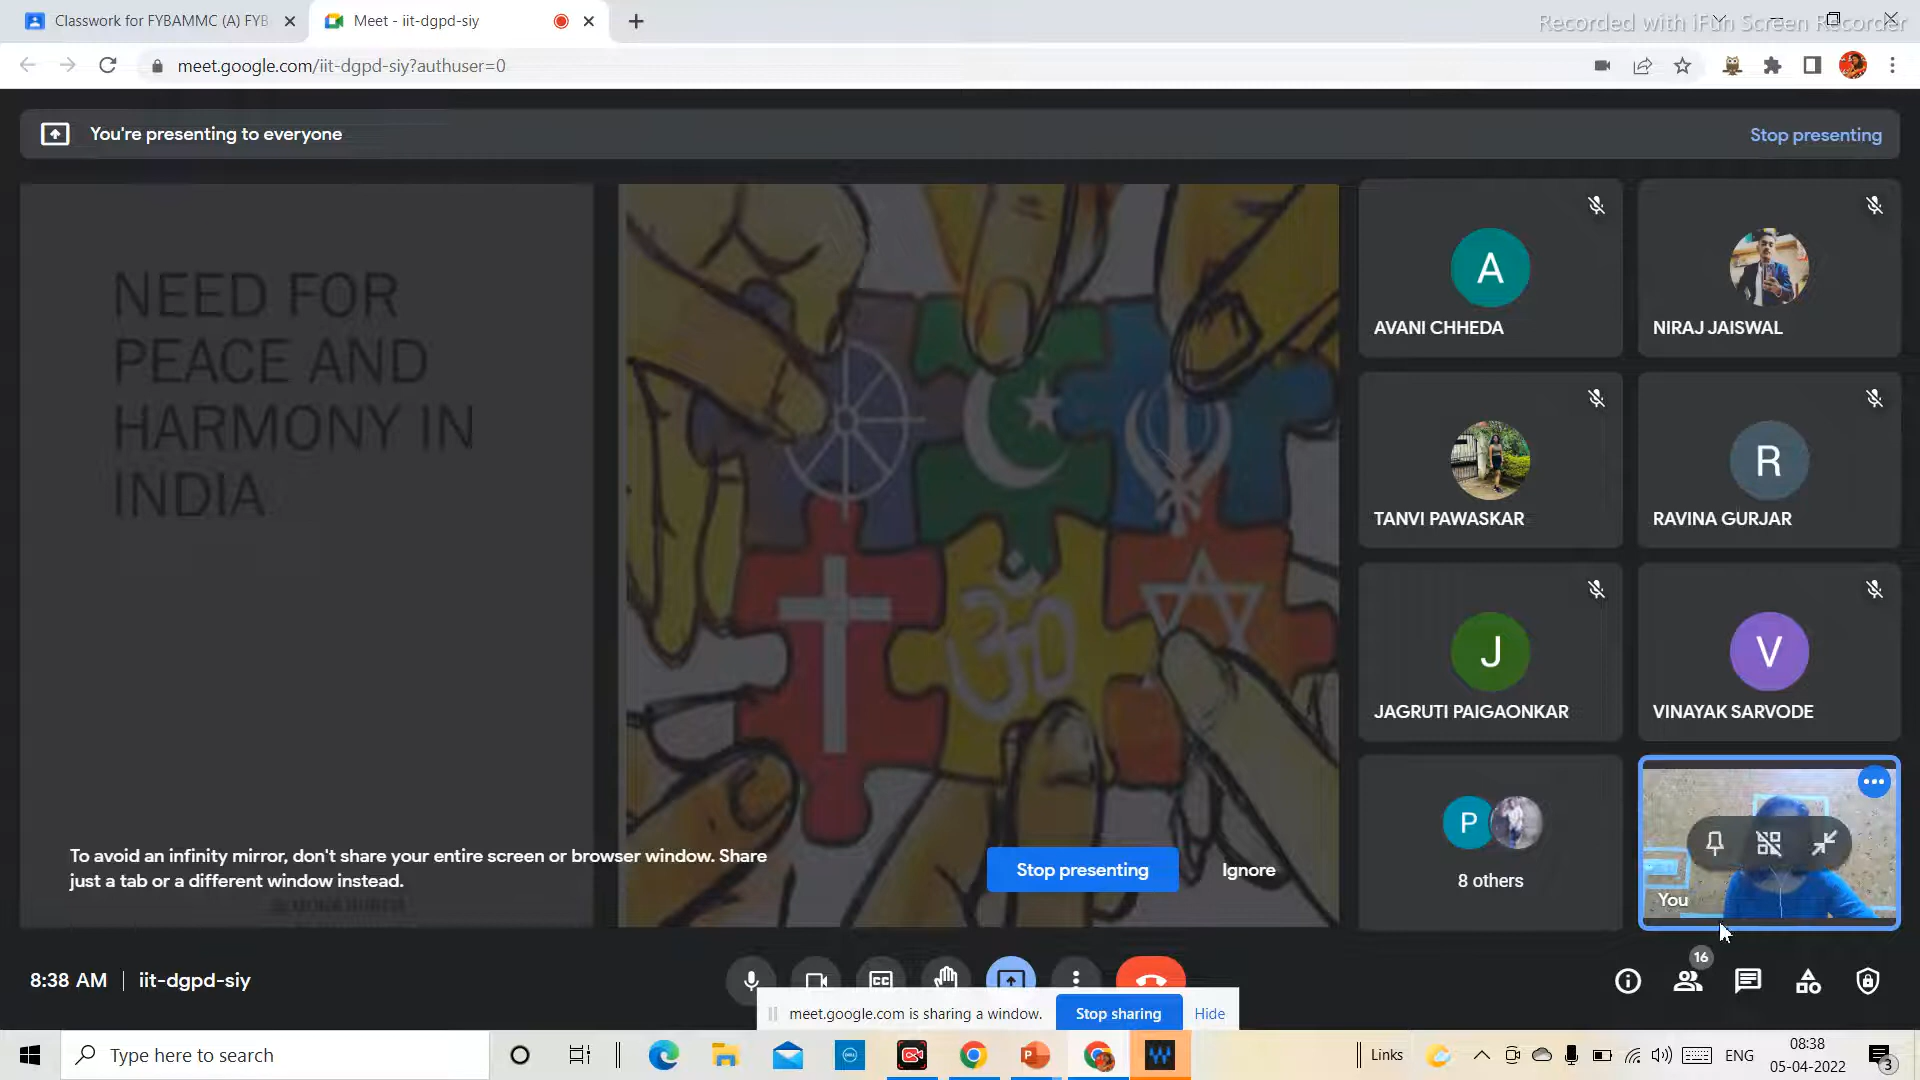 Classwork for FYBAMMC (A) FYB
Meet - iit-dgpd-siy
Recorded with iFun Screen Recorder
meet.google.com/iit-dgpd-siy?authuser=0
You're presenting to everyone
Stop presenting
NEED FOR
PEACE AND
HARMONY IN
INDIA
A
AVANI CHHEDA
NIRAJ JAISWAL
TANVI PAWASKAR
R
RAVINA GURJAR
J
JAGRUTI PAIGAONKAR
V
VINAYAK SARVODE
P
8 others
You
To avoid an infinity mirror, don't share your entire screen or browser window. Share
just a tab or a different window instead.
Stop presenting
Ignore
8:38 AM
iit-dgpd-siy
CC
16
meet.google.com is sharing a window.
Stop sharing
Hide
Type here to search
Links
ENG
08:38
05-04-2022
3